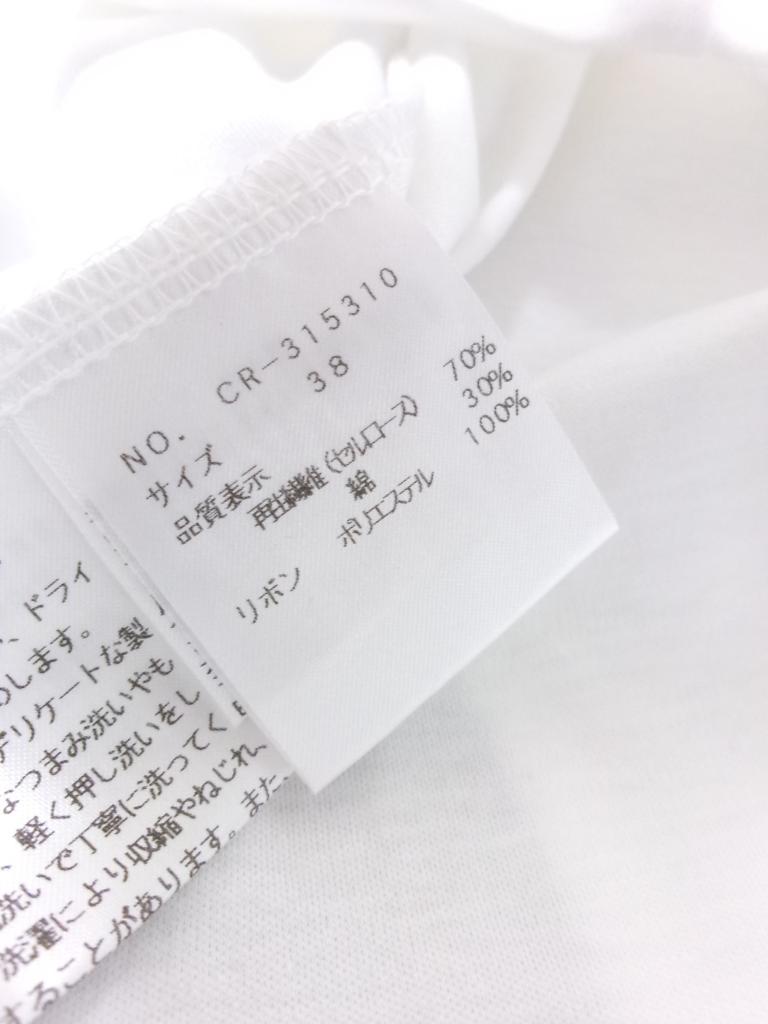 NO. CR-315310
サイズ 38
品質表示
再生繊維(セルロース) 70%
綿 30%
リボン ポリエステル 100%
、ドライ
めします。
デリケートな製
なつまみ洗いやも
、軽く押し洗いをし
洗いで丁寧に洗ってく
洗濯により収縮やねじれ、
することがあります。また、